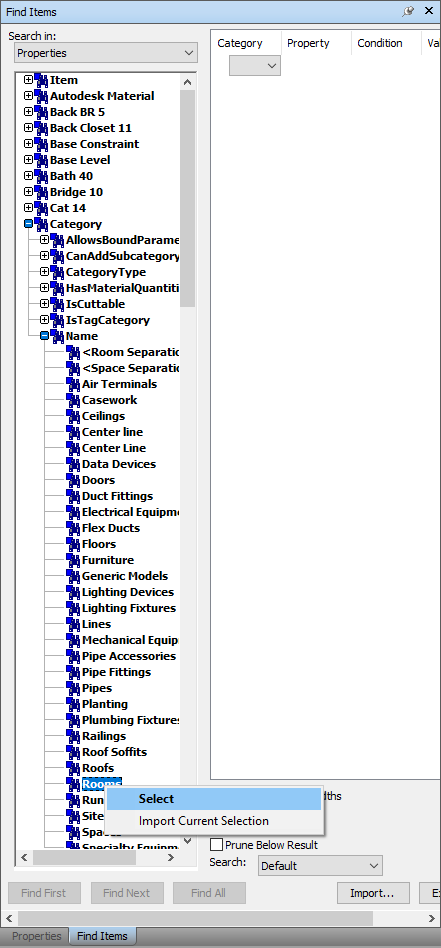 Find Items
Search in:
Properties
Category Property Condition Va
Item
Autodesk Material
Back BR 5
Back Closet 11
Base Constraint
Base Level
Bath 40
Bridge 10
Cat 14
Category
AllowsBoundParame
CanAddSubcategory
CategoryType
HasMaterialQuantiti
IsCuttable
IsTagCategory
Name
<Room Separatio
<Space Separatio
Air Terminals
Casework
Ceilings
Center line
Center Line
Data Devices
Doors
Duct Fittings
Electrical Equipme
Flex Ducts
Floors
Furniture
Generic Models
Lighting Devices
Lighting Fixtures
Lines
Mechanical Equip
Pipe Accessories
Pipe Fittings
Pipes
Planting
Plumbing Fixtures
Railings
Roof Soffits
Roofs
Rooms
Run
Site
Spac
Specialty Equipm
Select
Import Current Selection
dths
Prune Below Result
Search: Default
Find First Find Next Find All Import... Ex
Properties Find Items